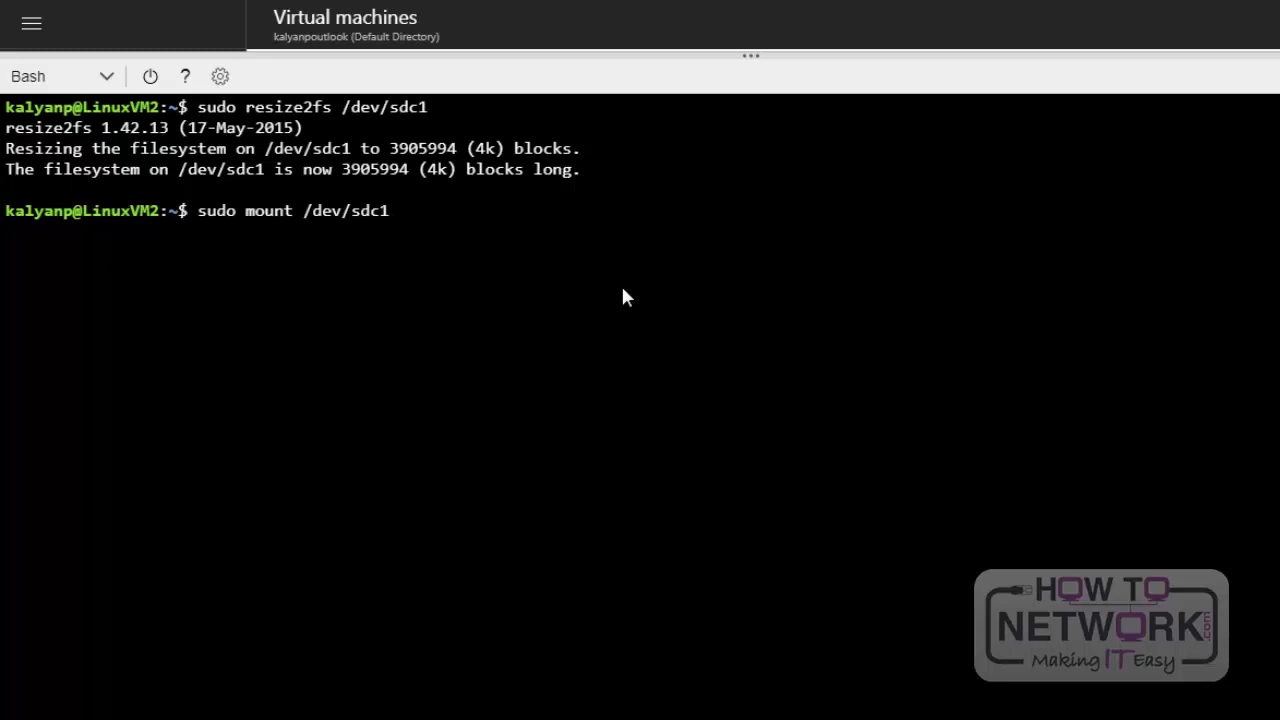 Virtual machines
kalyanpoutlook (Default Directory)
Bash
?
kalyanp@LinuxVM2:~$ sudo resize2fs /dev/sdc1
resize2fs 1.42.13 (17-May-2015)
Resizing the filesystem on /dev/sdc1 to 3905994 (4k) blocks.
The filesystem on /dev/sdc1 is now 3905994 (4k) blocks long.
kalyanp@LinuxVM2:~$ sudo mount /dev/sdc1
HOW TO
NETWORK.com
Making IT Easy